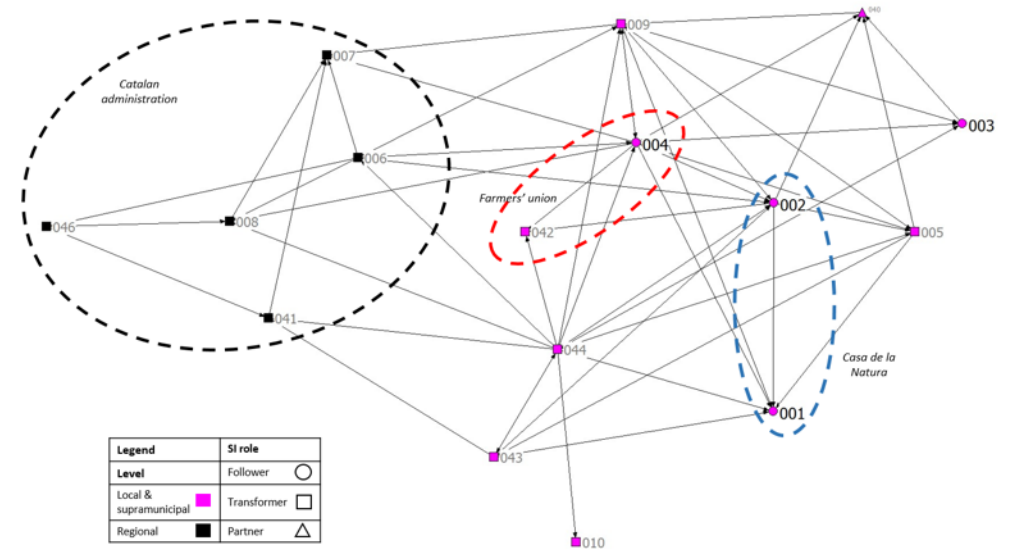 040
009
007
Catalan
administration
003
004
006
Farmers' union
002
008
046
042
005
041
044
Casa de la
Natura
001
Legend
SI role
Level
Follower
Local &
supramunicipal
Transformer
Regional
Partner
043
010